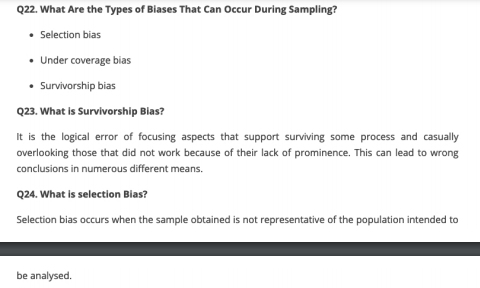 Q22. What Are the Types of Biases That Can Occur During Sampling?
• Selection bias
• Under coverage bias
• Survivorship bias
Q23. What is Survivorship Bias?
It is the logical error of focusing aspects that support surviving some process and casually
overlooking those that did not work because of their lack of prominence. This can lead to wrong
conclusions in numerous different means.
Q24. What is selection Bias?
Selection bias occurs when the sample obtained is not representative of the population intended to
be analysed.